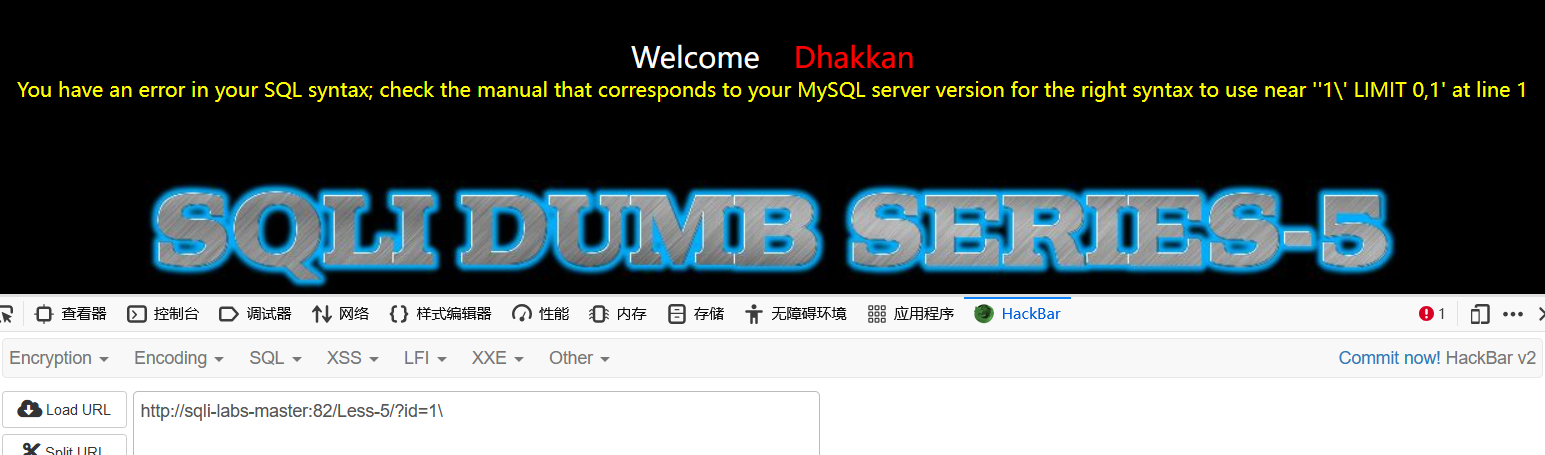 Welcome Dhakkan
You have an error in your SQL syntax; check the manual that corresponds to your MySQL server version for the right syntax to use near ''1\' LIMIT 0,1' at line 1
SQLI DUMB SERIES-5
查看器 控制台 调试器 网络 样式编辑器 性能 内存 存储 无障碍环境 应用程序 HackBar 1
Encryption Encoding SQL XSS LFI XXE Other Commit now! HackBar v2
Load URL http://sqli-labs-master:82/Less-5/?id=1\
Split URL